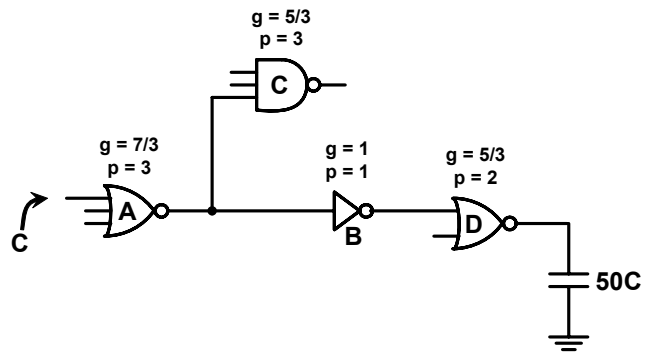 g = 5/3
p = 3
C
g = 7/3
p = 3
g = 1
p = 1
g = 5/3
p = 2
A
B
D
C
50C